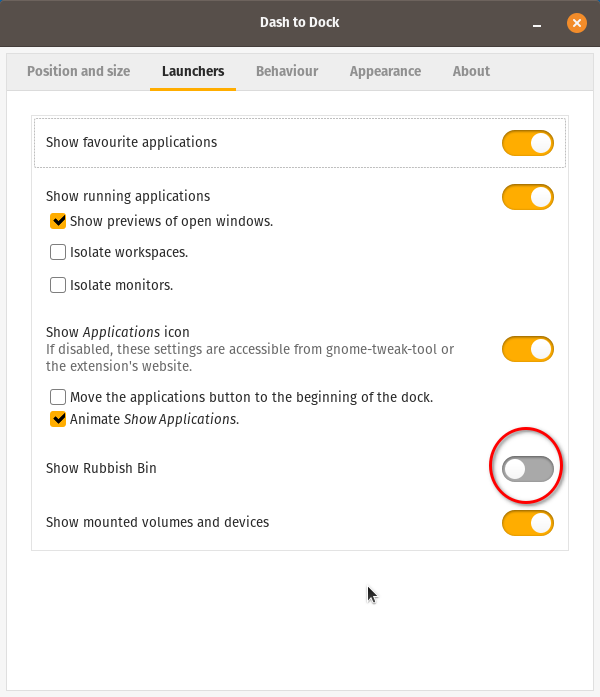 Dash to Dock
Position and size Launchers Behaviour Appearance About
Show favourite applications
Show running applications
Show previews of open windows.
Isolate workspaces.
Isolate monitors.
Show Applications icon
If disabled, these settings are accessible from gnome-tweak-tool or
the extension's website.
Move the applications button to the beginning of the dock.
Animate Show Applications.
Show Rubbish Bin
Show mounted volumes and devices